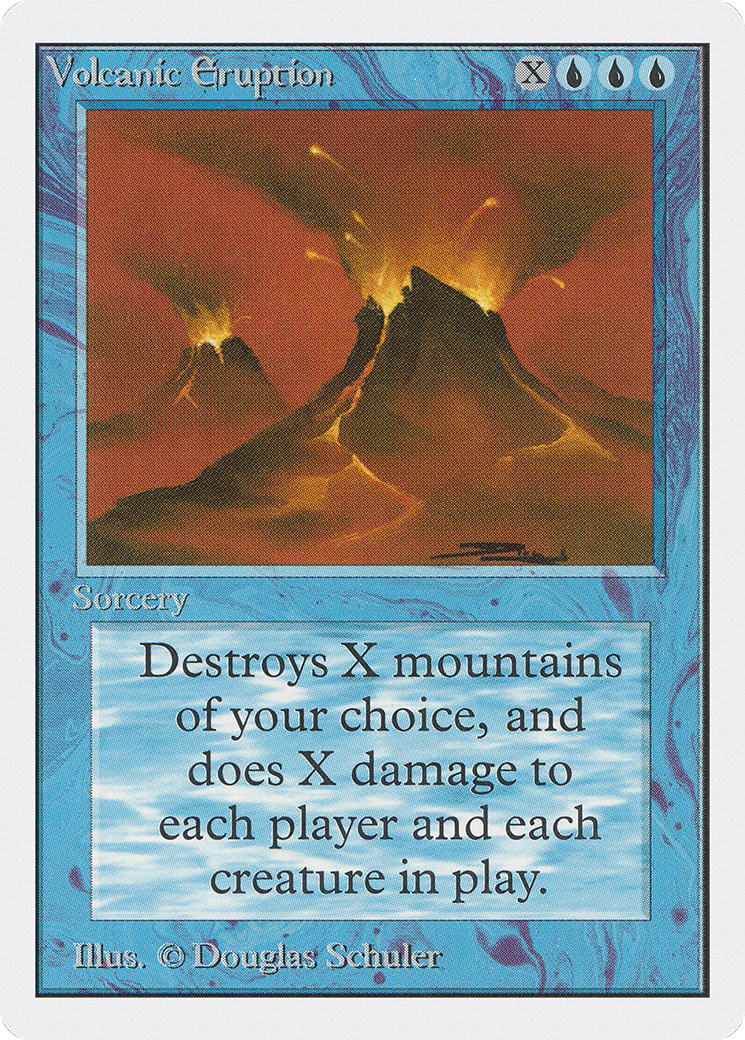 Volcanic Eruption X
Sorcery
Destroys X mountains
of your choice, and
does X damage to
each player and each
creature in play.
Illus. © Douglas Schuler